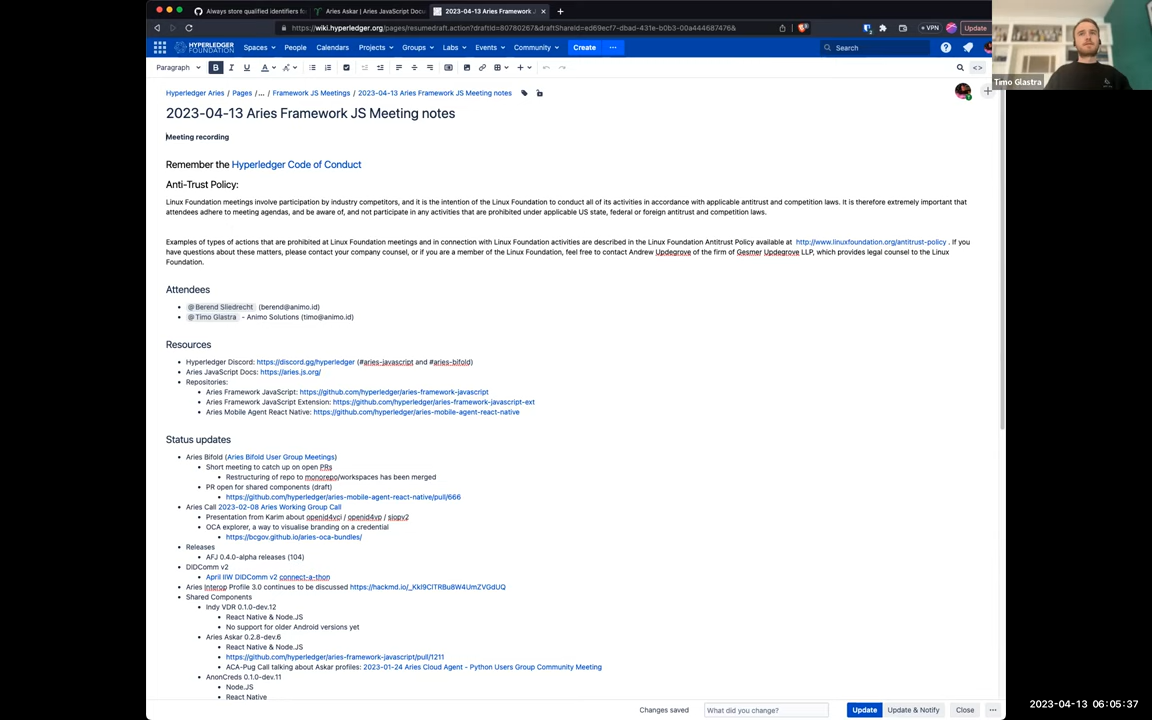 Always store qualified identifiers fo
Aries Askar | Aries JavaScript Docu
2023-04-13 Aries Framework JS
https://wiki.hyperledger.org/pages/resumedraft.action?draftId=80780267&draftShareId=ed69ecf7-dbad-431e-b0b3-00a444687476&
VPN
Update
HYPERLEDGER FOUNDATION
Spaces
People
Calendars
Projects
Groups
Labs
Events
Community
Create
Search
Timo Glastra
Paragraph
Hyperledger Aries / Pages /... / Framework JS Meetings / 2023-04-13 Aries Framework JS Meeting notes
2023-04-13 Aries Framework JS Meeting notes
Meeting recording
Remember the Hyperledger Code of Conduct
Anti-Trust Policy:
Linux Foundation meetings involve participation by industry competitors, and it is the intention of the Linux Foundation to conduct all of its activities in accordance with applicable antitrust and competition laws. It is therefore extremely important that
attendees adhere to meeting agendas, and be aware of, and not participate in any activities that are prohibited under applicable US state, federal or foreign antitrust and competition laws.
Examples of types of actions that are prohibited at Linux Foundation meetings and in connection with Linux Foundation activities are described in the Linux Foundation Antitrust Policy available at http://www.linuxfoundation.org/antitrust-policy . If you
have questions about these matters, please contact your company counsel, or if you are a member of the Linux Foundation, feel free to contact Andrew Updegrove of the firm of Gesmer Updegrove LLP, which provides legal counsel to the Linux
Foundation.
Attendees
@Berend Sliedrecht (berend@animo.id)
@Timo Glastra - Animo Solutions (timo@animo.id)
Resources
Hyperledger Discord: https://discord.gg/hyperledger (#aries-javascript and #aries-bifold)
Aries JavaScript Docs: https://aries.js.org/
Repositories:
Aries Framework JavaScript: https://github.com/hyperledger/aries-framework-javascript
Aries Framework JavaScript Extension: https://github.com/hyperledger/aries-framework-javascript-ext
Aries Mobile Agent React Native: https://github.com/hyperledger/aries-mobile-agent-react-native
Status updates
Aries Bifold (Aries Bifold User Group Meetings)
Short meeting to catch up on open PRs
Restructuring of repo to monorepo/workspaces has been merged
PR open for shared components (draft)
https://github.com/hyperledger/aries-mobile-agent-react-native/pull/666
Aries Call 2023-02-08 Aries Working Group Call
Presentation from Karim about openid4vci / openid4vp / siopv2
OCA explorer, a way to visualise branding on a credential
https://bcgov.github.io/aries-oca-bundles/
Releases
AFJ 0.4.0-alpha releases (104)
DIDComm v2
April IIW DIDComm v2 connect-a-thon
Aries Interop Profile 3.0 continues to be discussed https://hackmd.io/_KkI9CITRBu8W4UmZVGdUQ
Shared Components
Indy VDR 0.1.0-dev.12
React Native & Node.JS
No support for older Android versions yet
Aries Askar 0.2.8-dev.6
React Native & Node.JS
https://github.com/hyperledger/aries-framework-javascript/pull/1211
ACA-Pug Call talking about Askar profiles: 2023-01-24 Aries Cloud Agent - Python Users Group Community Meeting
AnonCreds 0.1.0-dev.11
Node.JS
React Native
Changes saved
What did you change?
Update
Update & Notify
Close
2023-04-13 06:05:37